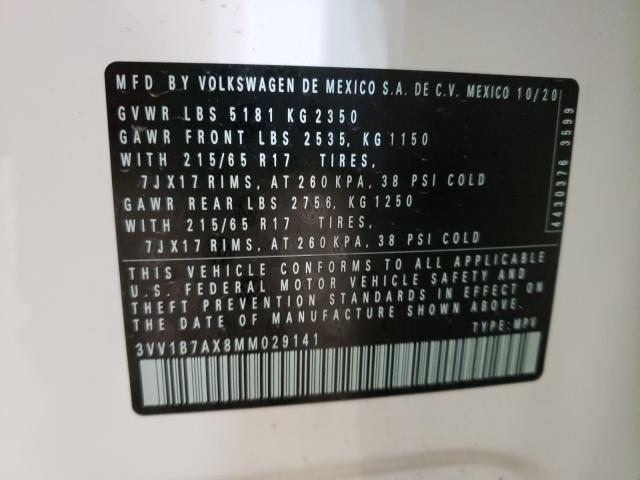 MFD BY VOLKSWAGEN DE MEXICO S.A. DE C.V. MEXICO 10/20
GVWR LBS 5181 KG 2350
GAWR FRONT LBS 2535, KG 1150
WITH 215/65 R17 TIRES,
7JX17 RIMS, AT 260 KPA, 38 PSI COLD
GAWR REAR LBS 2756, KG 1250
WITH 215/65 R17 TIRES,
7JX17 RIMS, AT 260 KPA, 38 PSI COLD
4430376 3599
THIS VEHICLE CONFORMS TO ALL APPLICABLE
U.S. FEDERAL MOTOR VEHICLE SAFETY AND
THEFT PREVENTION STANDARDS IN EFFECT ON
THE DATE OF MANUFACTURE SHOWN ABOVE.
3VV1B7AX8MM029141 TYPE: MPV